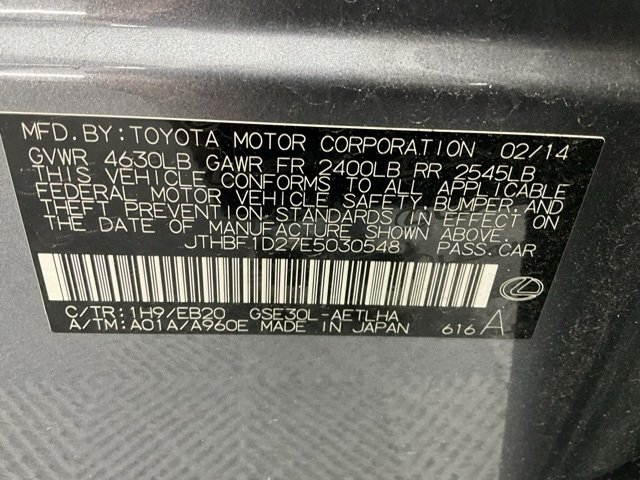 MFD. BY: TOYOTA MOTOR CORPORATION 02/14
GVWR 4630LB GAWR FR 2400LB RR 2545LB
THIS VEHICLE CONFORMS TO ALL APPLICABLE
FEDERAL MOTOR VEHICLE SAFETY, BUMPER, AND
THEFT PREVENTION STANDARDS IN EFFECT ON
THE DATE OF MANUFACTURE SHOWN ABOVE.
JTHBF1D27E5030548 PASS. CAR
C/TR: 1H9/EB20 GSE30L-AETLHA
A/TM: A01A/A960E MADE IN JAPAN 616 A